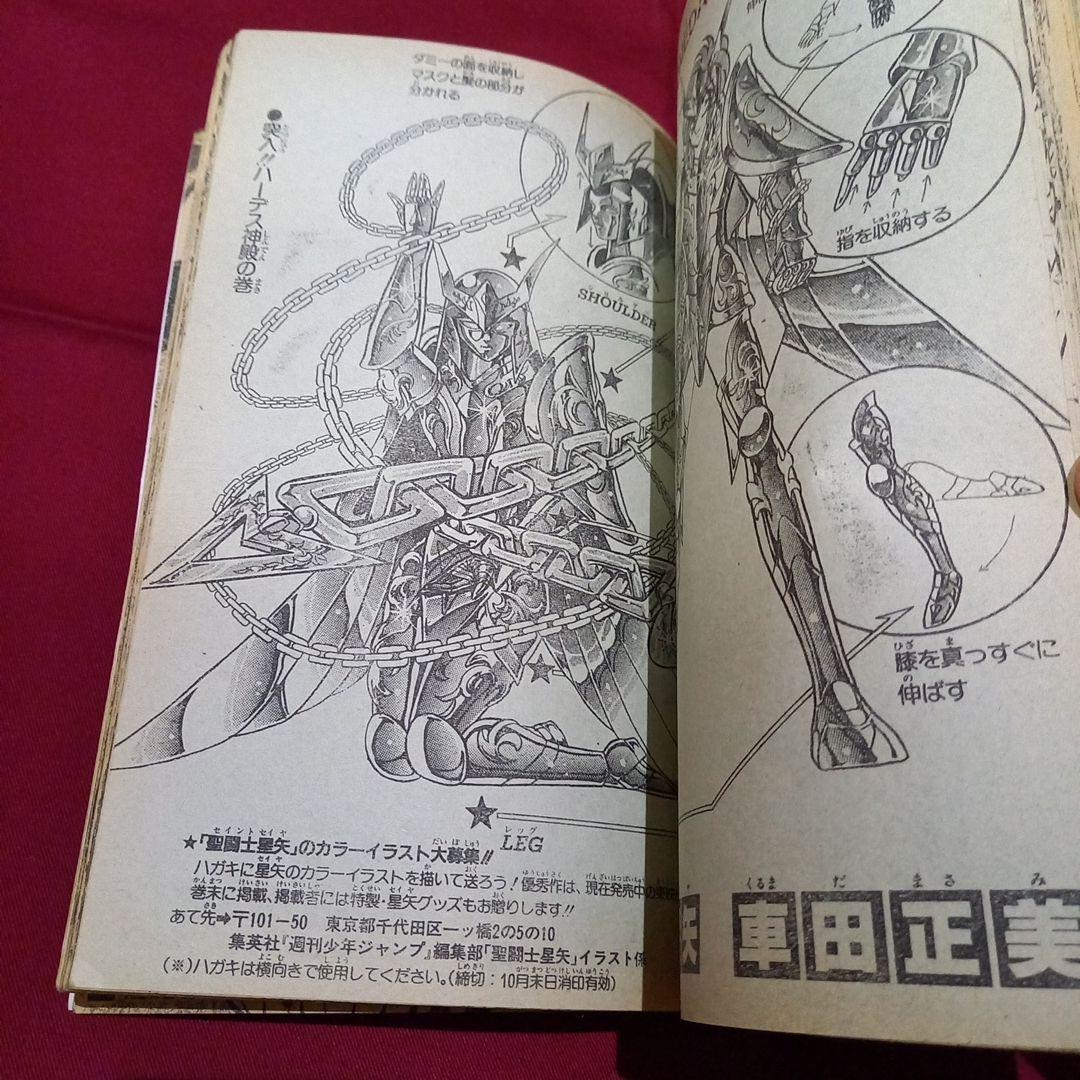 ダミーの顔を収納し
マスクと髪の部分が
分かれる
●突入!!ハーデス神殿の巻
SHOULDER
指を収納する
膝を真っすぐに
伸ばす
LEG
★「聖闘士星矢」のカラーイラスト大募集!!
ハガキに星矢のカラーイラストを描いて送ろう!優秀作は、現在発売中の
巻末に掲載、掲載者には特製・星矢グッズもお贈りします!!
あて先➡〒101-50 東京都千代田区一ッ橋2の5の10
集英社『週刊少年ジャンプ』編集部「聖闘士星矢」イラスト係
(※)ハガキは横向きで使用してください。(締切:10月末日消印有効)
矢 車田正美